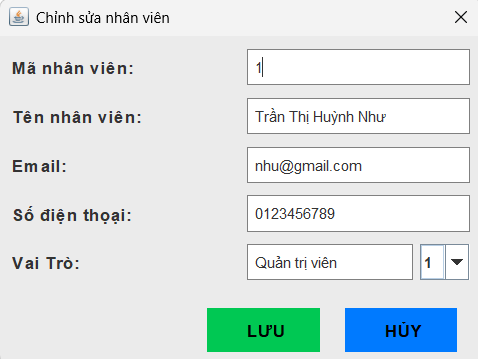 Chỉnh sửa nhân viên
Mã nhân viên: 1
Tên nhân viên: Trần Thị Huỳnh Như
Email: nhu@gmail.com
Số điện thoại: 0123456789
Vai Trò: Quản trị viên 1
LƯU HỦY